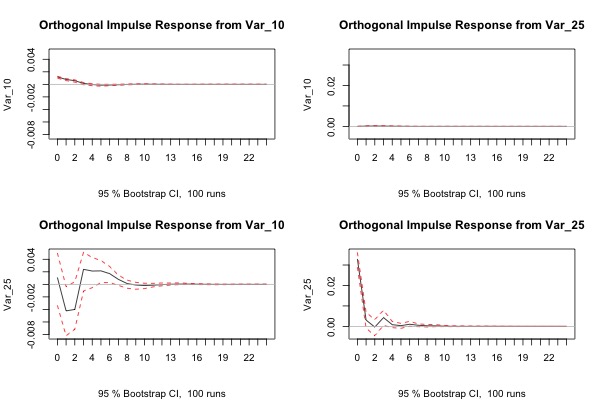 Orthogonal Impulse Response from Var_10
Orthogonal Impulse Response from Var_25
Var_10
0.004
-0.002
-0.008
0 2 4 6 8 10 13 16 19 22
95 % Bootstrap CI, 100 runs
Var_10
0.02
0.00
0 2 4 6 8 10 13 16 19 22
95 % Bootstrap CI, 100 runs
Orthogonal Impulse Response from Var_10
Orthogonal Impulse Response from Var_25
Var_25
0.004
-0.002
-0.008
0 2 4 6 8 10 13 16 19 22
95 % Bootstrap CI, 100 runs
Var_25
0.02
0.00
0 2 4 6 8 10 13 16 19 22
95 % Bootstrap CI, 100 runs